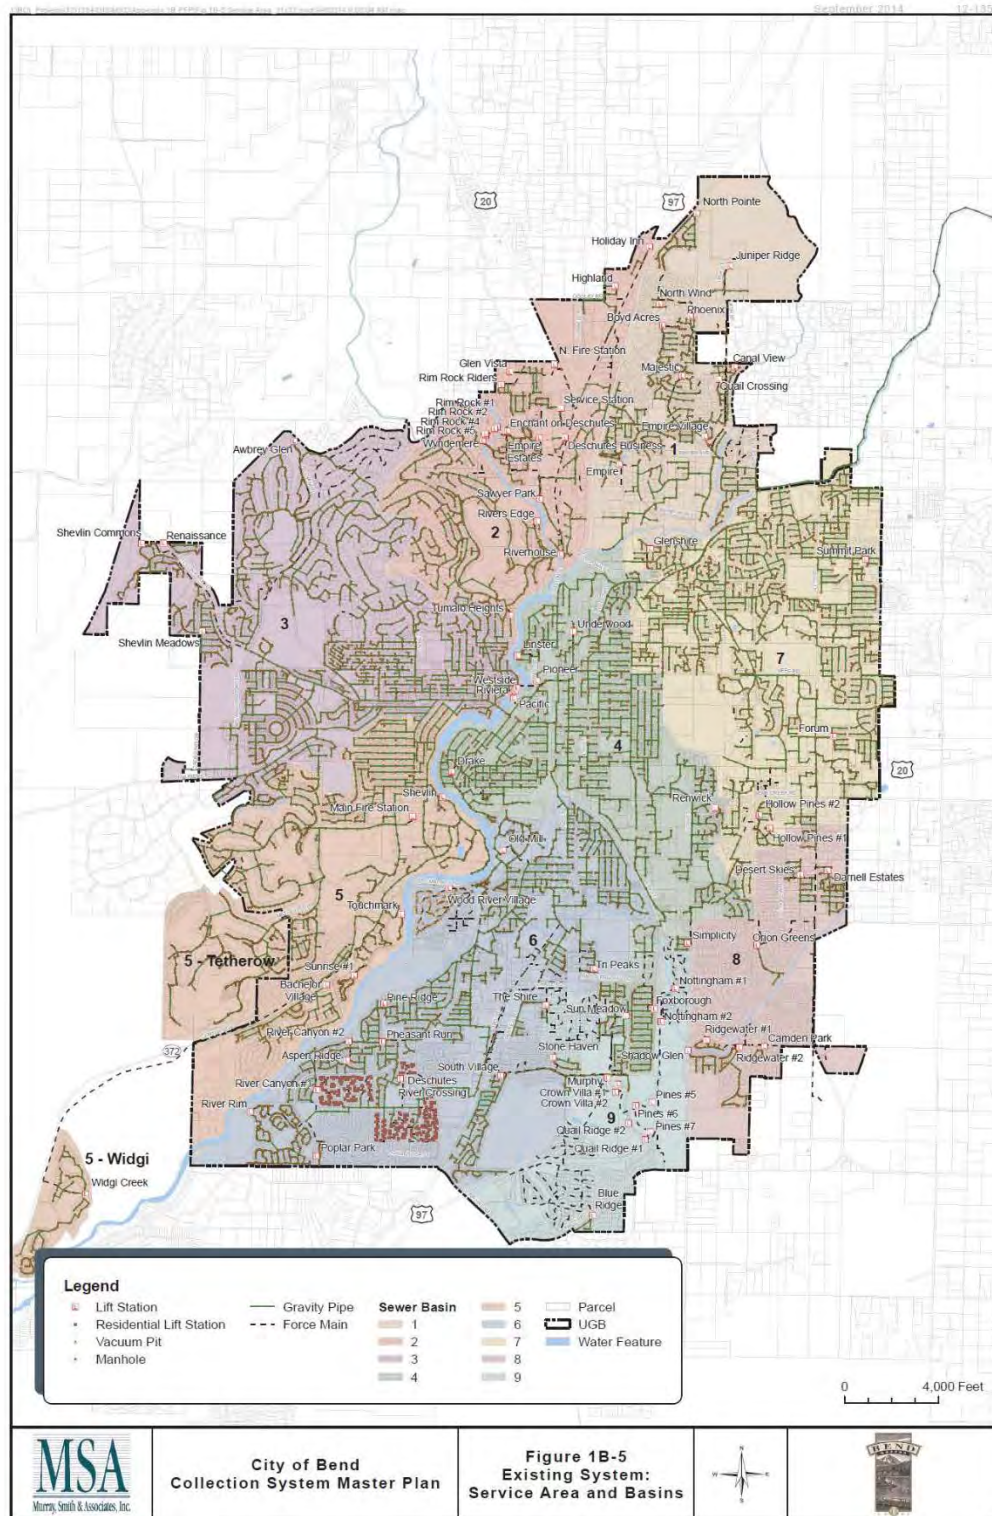 September 2014
20
97
North Pointe
Holiday Inn
Juniper Ridge
Highland
North Wind
Boyd Acres
Phoenix
N. Fire Station
Glen Vista
Canal View
Majestic
Rim Rock Riders
Quail Crossing
Service Station
Rim Rock #1
Rim Rock #2
Rim Rock #4
Enchant on Deschutes
Rim Rock #5
Empire Village
Wyndemere
Empire
Estates
Deschutes Business
1
Awbrey Glen
Empire
Sawyer Park
Rivers Edge
2
Shevlin Commons
Renaissance
Glenshire
Riverhouse
Summit Park
Tumalo Heights
3
Underwood
Shevlin Meadows
Linster
7
Pioneer
Westside
Riviera
Pacific
Forum
4
Drake
20
Shevlin
Renwick
Hollow Pines #2
Main Fire Station
Hollow Pines #1
Old Mill
Desert Skies
Darnell Estates
Wood River Village
5
Touchmark
Simplicity
Orion Greens
6
5 - Tetherow
8
Sunrise #1
Tri Peaks
Bachelor
Village
Nottingham #1
Pine Ridge
The Shire
Foxborough
Sun Meadow
Nottingham #2
River Canyon #2
Pheasant Run
Ridgewater #1
Camden Park
372
Aspen Ridge
Stone Haven
Shadow Glen
Ridgewater #2
South Village
River Canyon #1
Deschutes
River Crossing
Murphy
Crown Villa #1
Crown Villa #2
Pines #5
River Rim
Pines #6
9
Quail Ridge #2
Pines #7
Poplar Park
Quail Ridge #1
5 - Widgi
Widgi Creek
Blue
Ridge
97
Legend
Lift Station
Residential Lift Station
Vacuum Pit
Manhole
Gravity Pipe
Force Main
Sewer Basin
1
2
3
4
5
6
7
8
9
Parcel
UGB
Water Feature
0 4,000 Feet
MSA
Murray, Smith & Associates, Inc.
City of Bend
Collection System Master Plan
Figure 1B-5
Existing System:
Service Area and Basins
N
W E
S
BEND